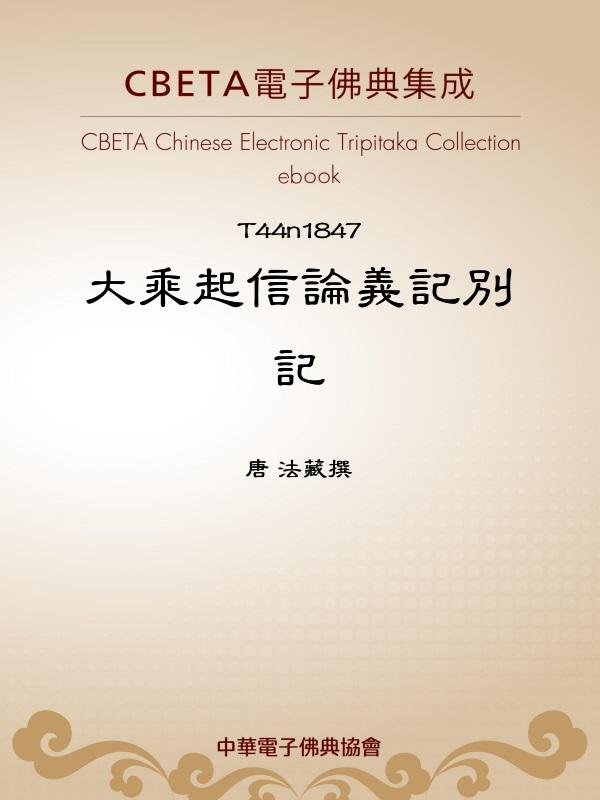 CBETA電子佛典集成
CBETA Chinese Electronic Tripitaka Collection
ebook
T44n1847
大乘起信論義記別
記
唐 法藏撰
中華電子佛典協會